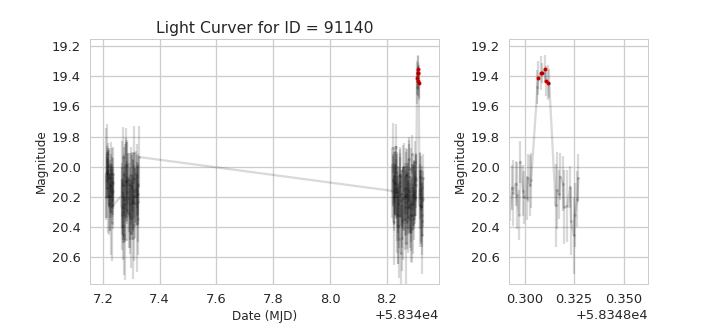 Light Curver for ID = 91140
Magnitude
19.2
19.4
19.6
19.8
20.0
20.2
20.4
20.6
7.2 7.4 7.6 7.8 8.0 8.2
Date (MJD)
+5.834e4
Magnitude
19.2
19.4
19.6
19.8
20.0
20.2
20.4
20.6
0.300 0.325 0.350
+5.8348e4